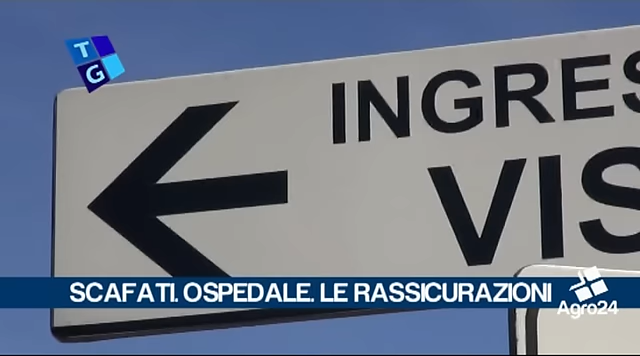 TG
INGRES
VIS
SCAFATI. OSPEDALE. LE RASSICURAZIONI
Agro24